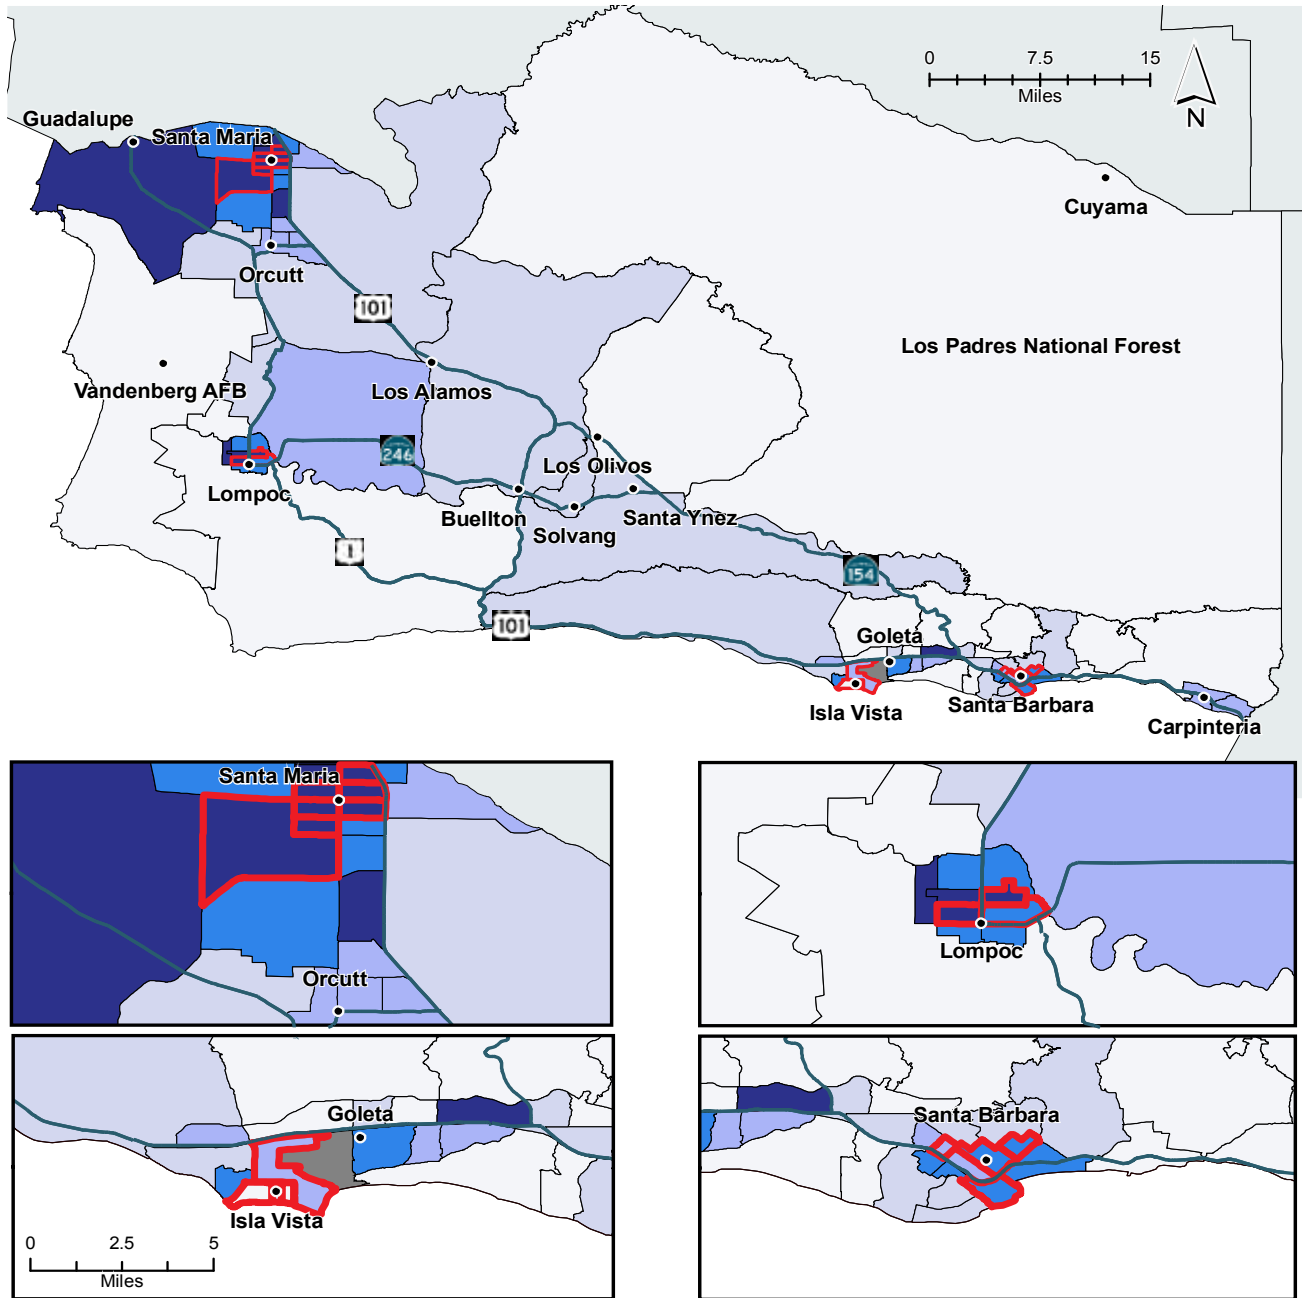 0 7.5 15
Miles
N
Guadalupe
Santa Maria
Cuyama
Orcutt
101
Los Padres National Forest
Vandenberg AFB
Los Alamos
246
Los Olivos
Lompoc
Buellton
Santa Ynez
Solvang
1
154
101
Goleta
Isla Vista
Santa Barbara
Carpinteria
Santa Maria
Orcutt
Lompoc
Goleta
Isla Vista
0 2.5 5
Miles
Santa Barbara